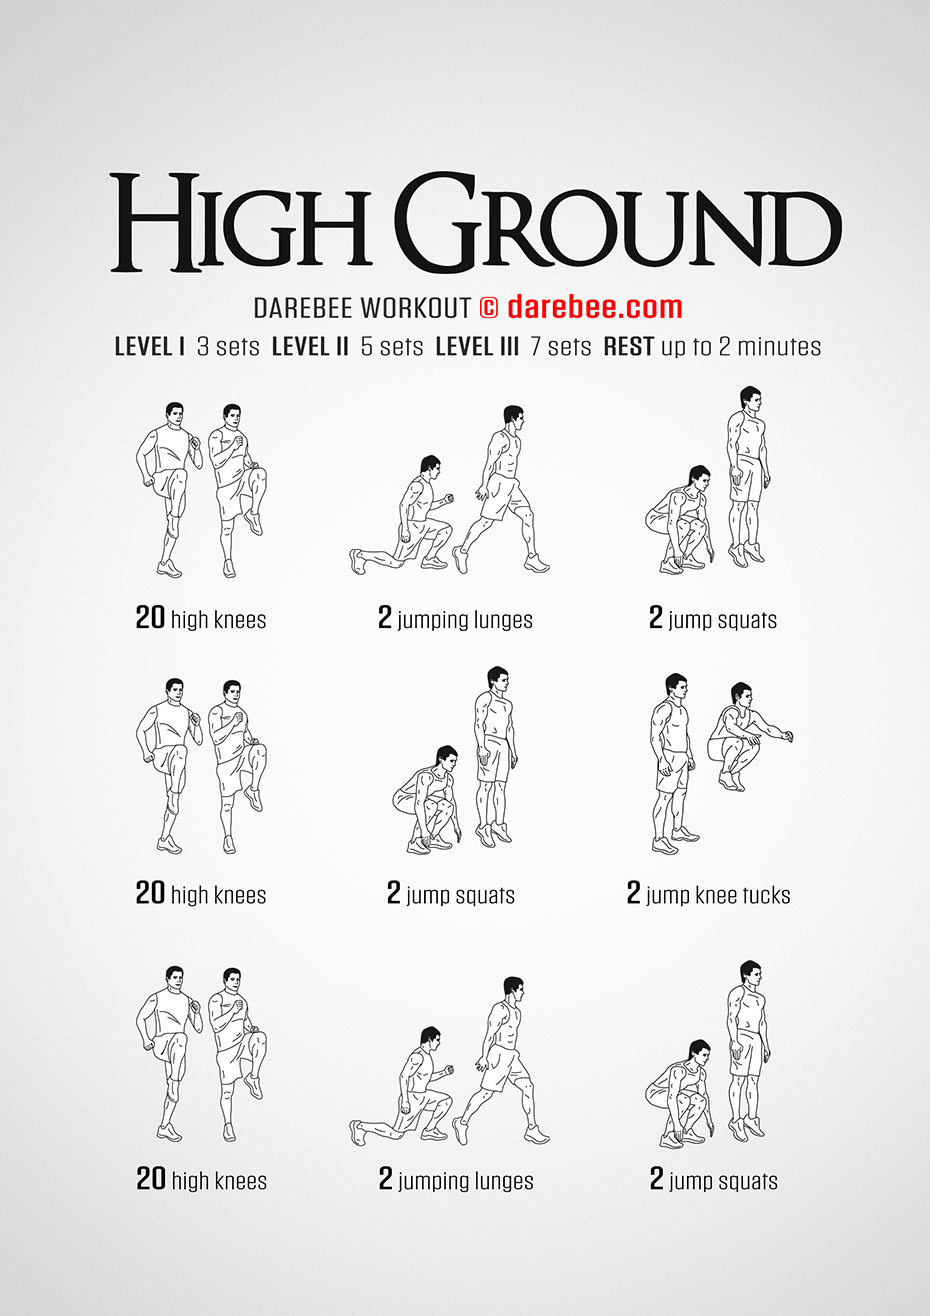 HIGH GROUND
DAREBEE WORKOUT © darebee.com
LEVEL I 3 sets LEVEL II 5 sets LEVEL III 7 sets REST up to 2 minutes
20 high knees
2 jumping lunges
2 jump squats
20 high knees
2 jump squats
2 jump knee tucks
20 high knees
2 jumping lunges
2 jump squats